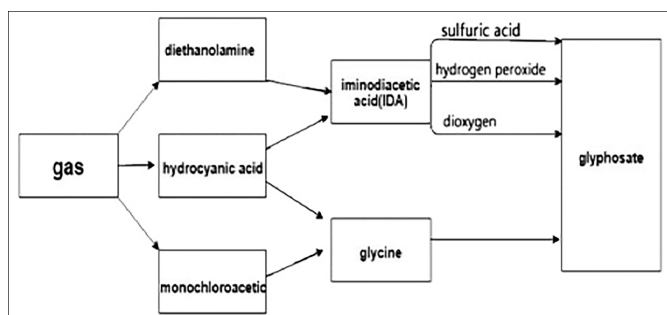 diethanolamine
sulfuric acid
iminodiacetic
acid(IDA)
hydrogen peroxide
dioxygen
gas
hydrocyanic acid
glyphosate
glycine
monochloroacetic